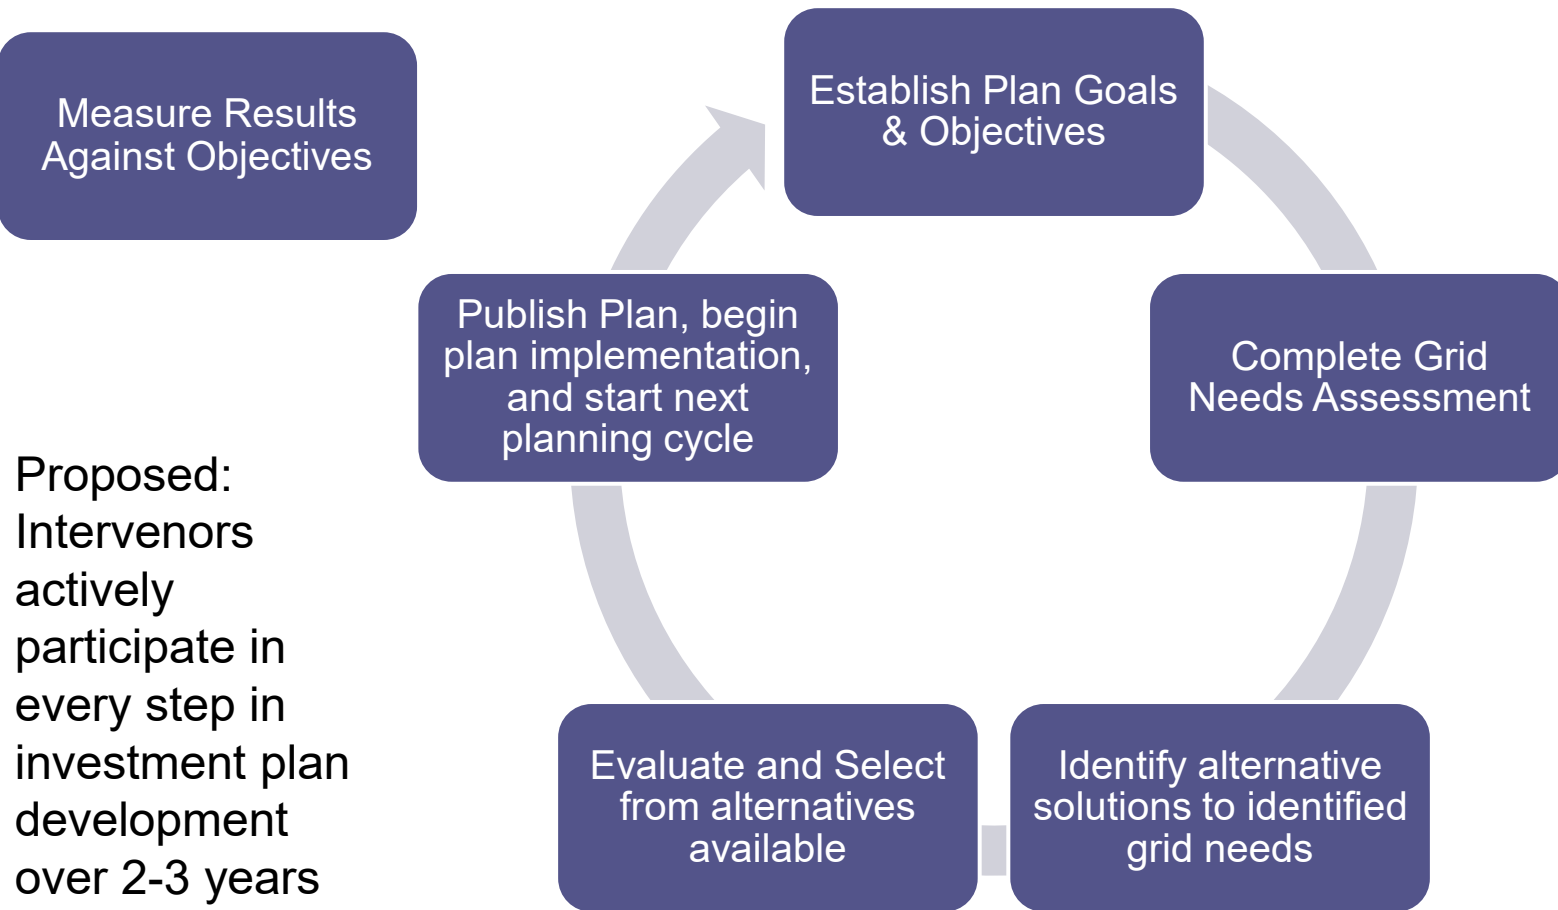 Measure Results
Against Objectives
Establish Plan Goals
& Objectives
Publish Plan, begin
plan implementation,
and start next
planning cycle
Complete Grid
Needs Assessment
Proposed:
Intervenors
actively
participate in
every step in
investment plan
development
over 2-3 years
Evaluate and Select
from alternatives
available
Identify alternative
solutions to identified
grid needs